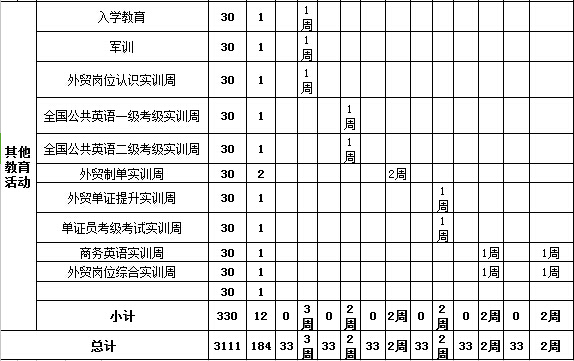 其他教育活动
入学教育 30 1 1周
军训 30 1 1周
外贸岗位认识实训周 30 1 1周
全国公共英语一级考级实训周 30 1 1周
全国公共英语二级考级实训周 30 1 1周
外贸制单实训周 30 2 2周
外贸单证提升实训周 30 1 1周
单证员考级考试实训周 30 1 1周
商务英语实训周 30 1 1周 1周
外贸岗位综合实训周 30 1 1周 1周
30 1
小计 330 12 0 3周 0 2周 0 2周 0 2周 0 2周 0 2周
总计 3111 184 33 3周 33 2周 33 2周 33 2周 33 2周 33 2周